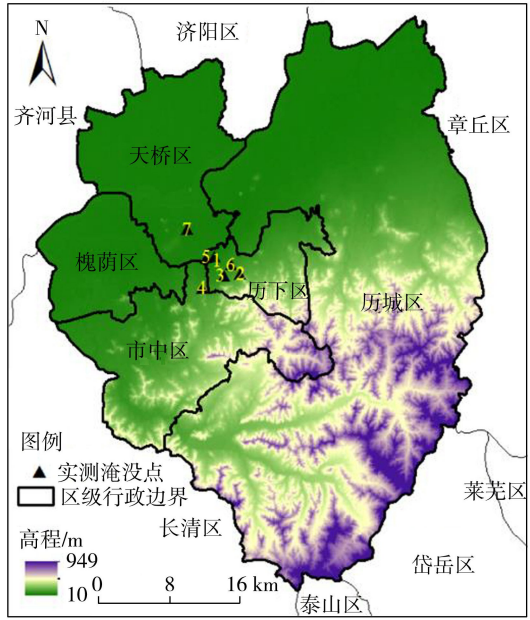 N
济阳区
齐河县
章丘区
天桥区
7
槐荫区
5
1
6
2
3
4
历下区
历城区
市中区
图例
实测淹没点
区级行政边界
莱芜区
长清区
高程/m
949
10
0 8 16 km
岱岳区
泰山区